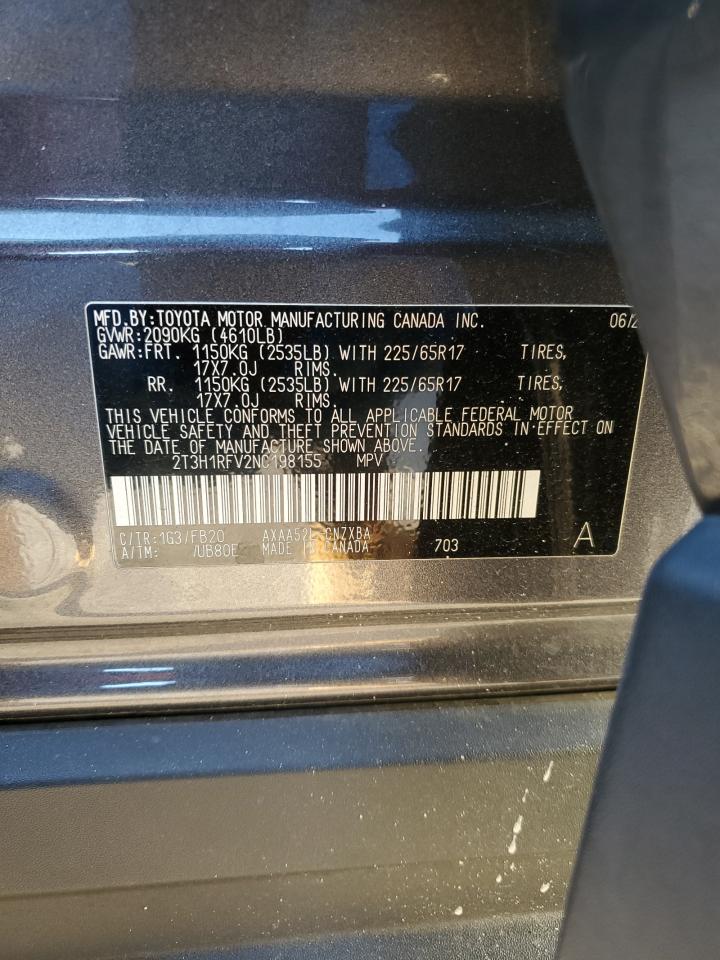 MFD.BY:TOYOTA MOTOR MANUFACTURING CANADA INC. 06/2
GVWR:2090KG (4610LB)
GAWR:FRT. 1150KG (2535LB) WITH 225/65R17 TIRES,
17X7.0J RIMS.
RR. 1150KG (2535LB) WITH 225/65R17 TIRES,
17X7.0J RIMS.
THIS VEHICLE CONFORMS TO ALL APPLICABLE FEDERAL MOTOR
VEHICLE SAFETY AND THEFT PREVENTION STANDARDS IN EFFECT ON
THE DATE OF MANUFACTURE SHOWN ABOVE.
2T3H1RFV2NC198155 MPV
C/TR:1G3/FB20 CNZXBA
A/TM: /UB80E MADE IN CANADA 703 A